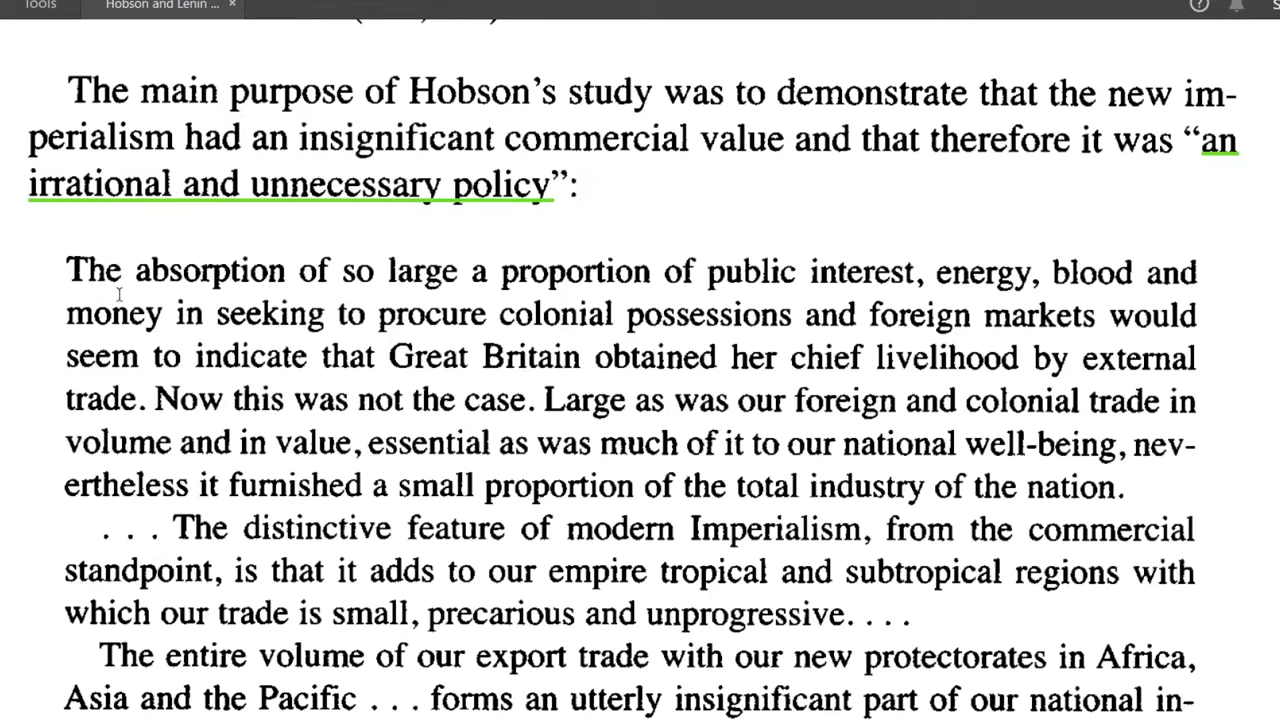 Tools
Hobson and Lenin ... ×
The main purpose of Hobson’s study was to demonstrate that the new im-
perialism had an insignificant commercial value and that therefore it was “an
irrational and unnecessary policy”:
The absorption of so large a proportion of public interest, energy, blood and
money in seeking to procure colonial possessions and foreign markets would
seem to indicate that Great Britain obtained her chief livelihood by external
trade. Now this was not the case. Large as was our foreign and colonial trade in
volume and in value, essential as was much of it to our national well-being, nev-
ertheless it furnished a small proportion of the total industry of the nation.
. . . The distinctive feature of modern Imperialism, from the commercial
standpoint, is that it adds to our empire tropical and subtropical regions with
which our trade is small, precarious and unprogressive. . . .
The entire volume of our export trade with our new protectorates in Africa,
Asia and the Pacific . . . forms an utterly insignificant part of our national in-